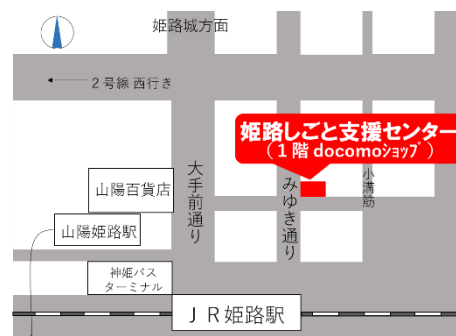 姫路城方面
2号線 西行き
姫路しごと支援センター
(1階 docomoショップ)
大手前通り
みゆき通り
小溝筋
山陽百貨店
山陽姫路駅
神姫バス
ターミナル
JR姫路駅